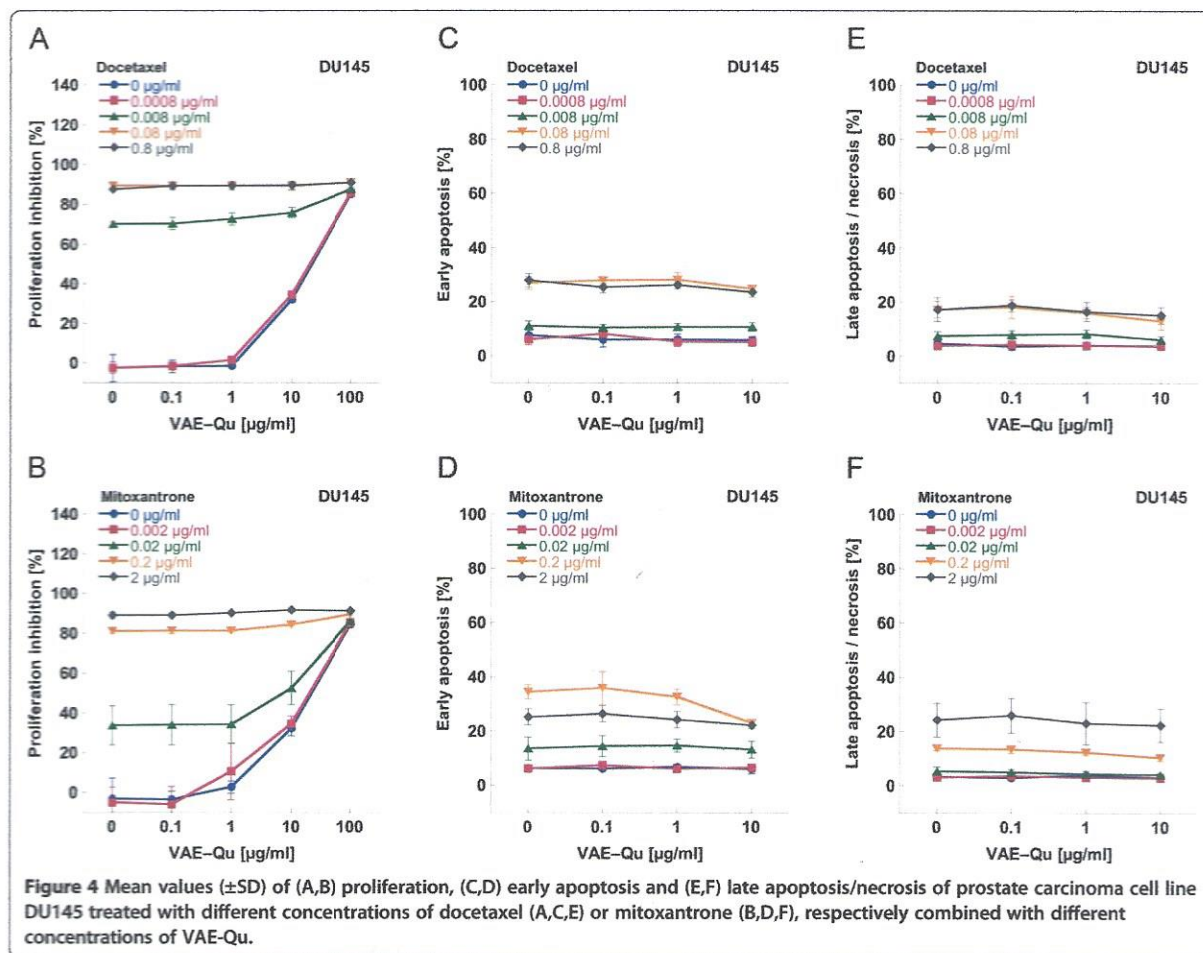 A
Docetaxel DU145
0 µg/ml
0.0008 µg/ml
0.008 µg/ml
0.08 µg/ml
0.8 µg/ml
Proliferation inhibition [%]
140
120
100
80
60
40
20
0
0 0.1 1 10 100
VAE–Qu [µg/ml]
C
Docetaxel DU145
0 µg/ml
0.0008 µg/ml
0.008 µg/ml
0.08 µg/ml
0.8 µg/ml
Early apoptosis [%]
100
80
60
40
20
0
0 0.1 1 10
VAE–Qu [µg/ml]
E
Docetaxel DU145
0 µg/ml
0.0008 µg/ml
0.008 µg/ml
0.08 µg/ml
0.8 µg/ml
Late apoptosis / necrosis [%]
100
80
60
40
20
0
0 0.1 1 10
VAE–Qu [µg/ml]
B
Mitoxantrone DU145
0 µg/ml
0.002 µg/ml
0.02 µg/ml
0.2 µg/ml
2 µg/ml
Proliferation inhibition [%]
140
120
100
80
60
40
20
0
0 0.1 1 10 100
VAE–Qu [µg/ml]
D
Mitoxantrone DU145
0 µg/ml
0.002 µg/ml
0.02 µg/ml
0.2 µg/ml
2 µg/ml
Early apoptosis [%]
100
80
60
40
20
0
0 0.1 1 10
VAE–Qu [µg/ml]
F
Mitoxantrone DU145
0 µg/ml
0.002 µg/ml
0.02 µg/ml
0.2 µg/ml
2 µg/ml
Late apoptosis / necrosis [%]
100
80
60
40
20
0
0 0.1 1 10
VAE–Qu [µg/ml]
Figure 4 Mean values (±SD) of (A,B) proliferation, (C,D) early apoptosis and (E,F) late apoptosis/necrosis of prostate carcinoma cell line
DU145 treated with different concentrations of docetaxel (A,C,E) or mitoxantrone (B,D,F), respectively combined with different
concentrations of VAE-Qu.